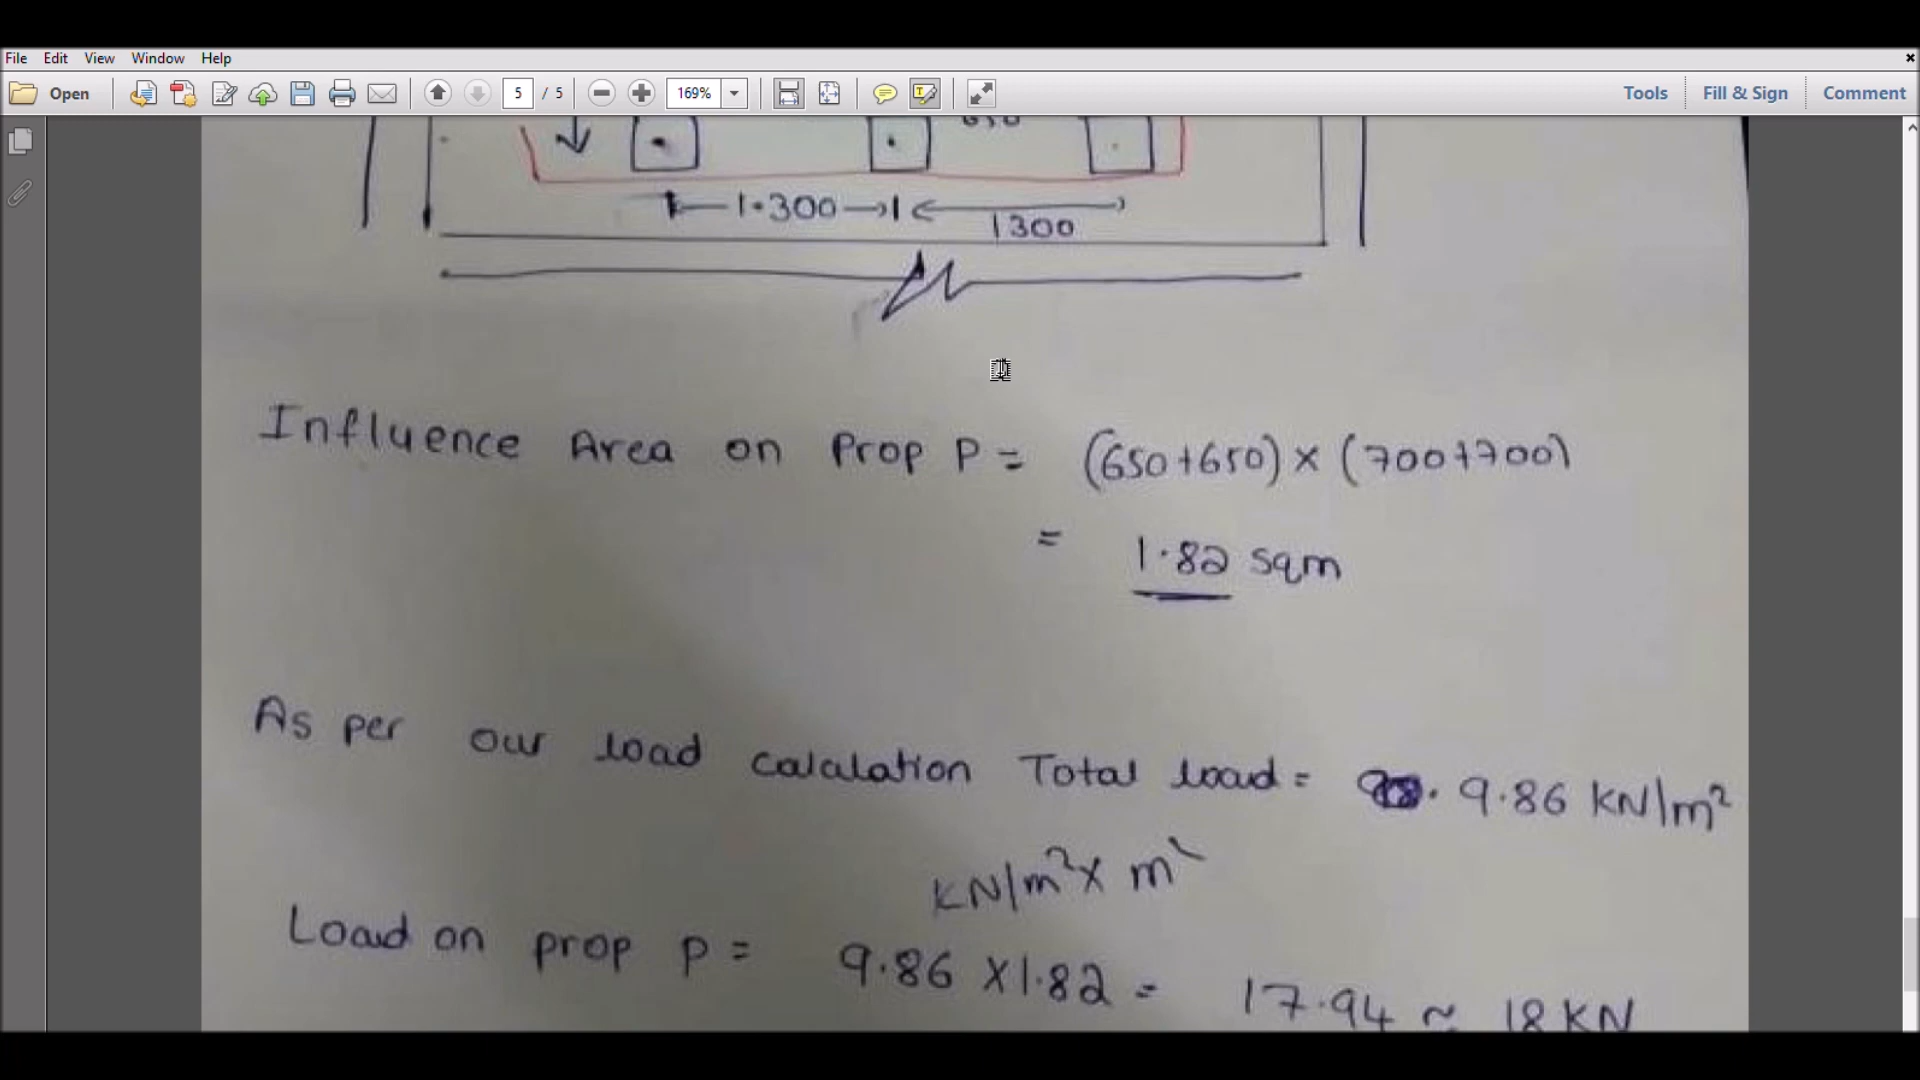 File Edit View Window Help
Open 5 / 5 169% Tools Fill & Sign Comment
1.300 1300
Influence Area on Prop P = (650+650) x (700+700)
= 1.82 sqm
As per our load calculation Total load = 9.86 KN/m²
KN/m² x m²
Load on prop p = 9.86 x 1.82 = 17.94 ≈ 18 KN